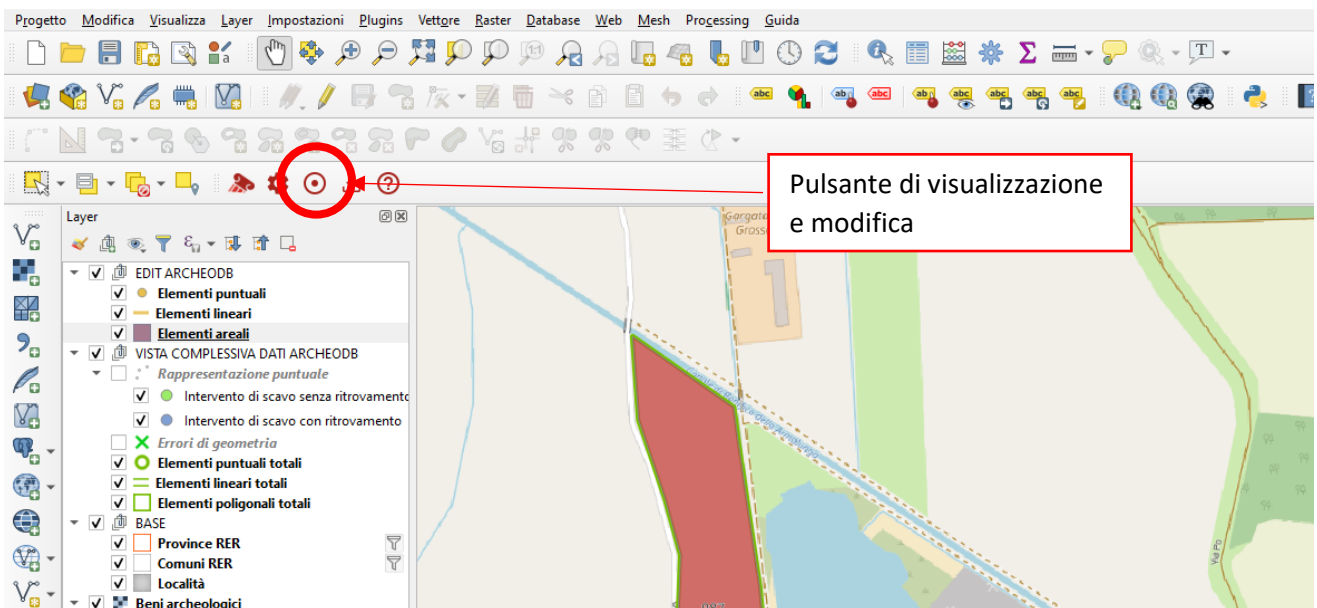 Progetto Modifica Visualizza Layer Impostazioni Plugins Vettore Raster Database Web Mesh Processing Guida
Pulsante di visualizzazione
e modifica
Layer
EDIT ARCHEODB
Elementi puntuali
Elementi lineari
Elementi areali
VISTA COMPLESSIVA DATI ARCHEODB
Rappresentazione puntuale
Intervento di scavo senza ritrovamento
Intervento di scavo con ritrovamento
Errori di geometria
Elementi puntuali totali
Elementi lineari totali
Elementi poligonali totali
BASE
Province RER
Comuni RER
Località
Beni archeologici
Via Po